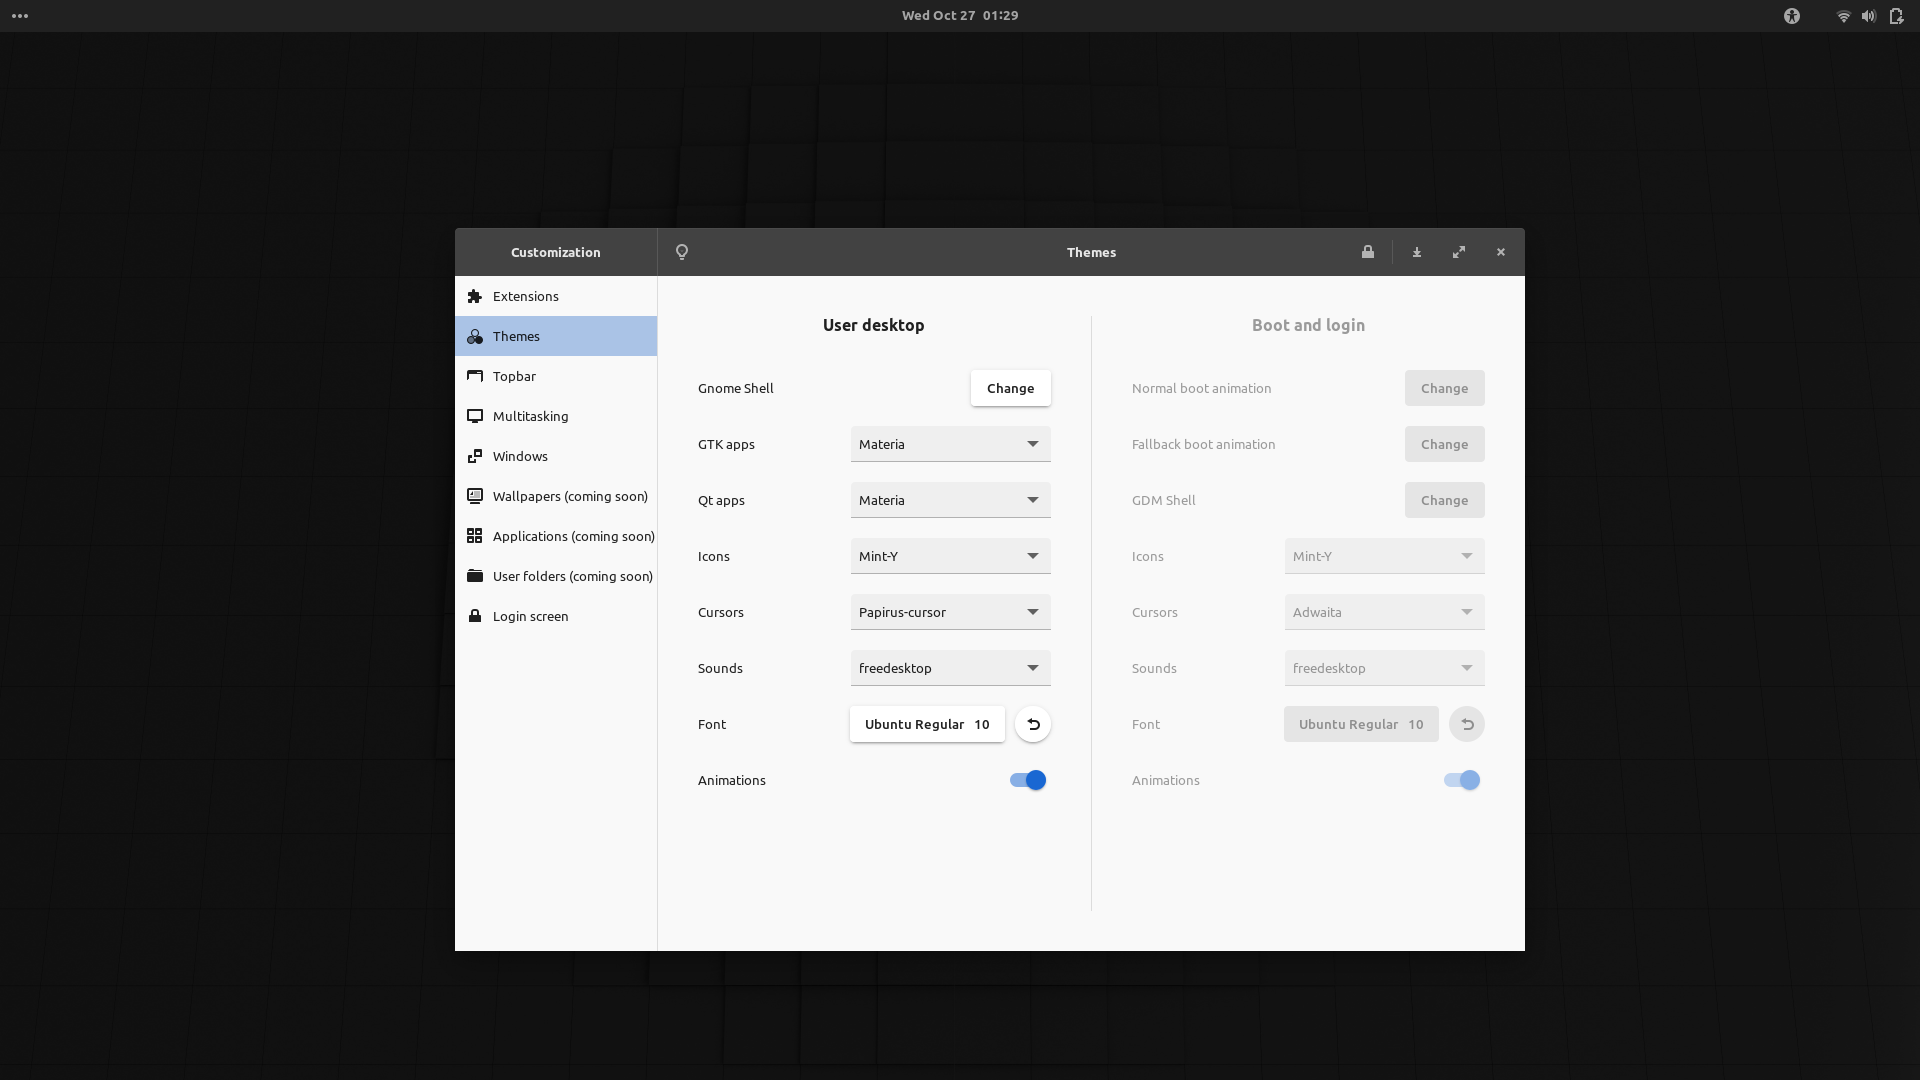 Wed Oct 27 01:29
Customization
Themes
Extensions
Themes
Topbar
Multitasking
Windows
Wallpapers (coming soon)
Applications (coming soon)
User folders (coming soon)
Login screen
User desktop
Gnome Shell Change
GTK apps Materia
Qt apps Materia
Icons Mint-Y
Cursors Papirus-cursor
Sounds freedesktop
Font Ubuntu Regular 10
Animations
Boot and login
Normal boot animation Change
Fallback boot animation Change
GDM Shell Change
Icons Mint-Y
Cursors Adwaita
Sounds freedesktop
Font Ubuntu Regular 10
Animations